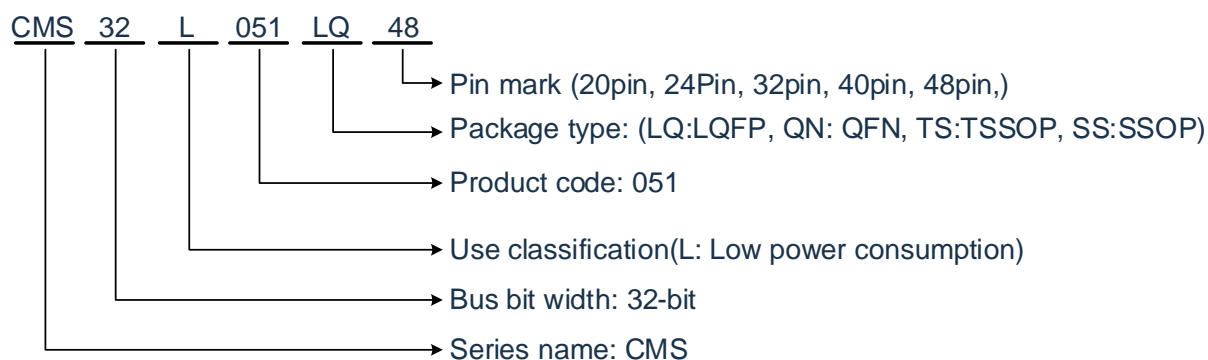 CMS 32 L 051 LQ 48
Pin mark (20pin, 24Pin, 32pin, 40pin, 48pin,)
Package type: (LQ:LQFP, QN: QFN, TS:TSSOP, SS:SSOP)
Product code: 051
Use classification(L: Low power consumption)
Bus bit width: 32-bit
Series name: CMS